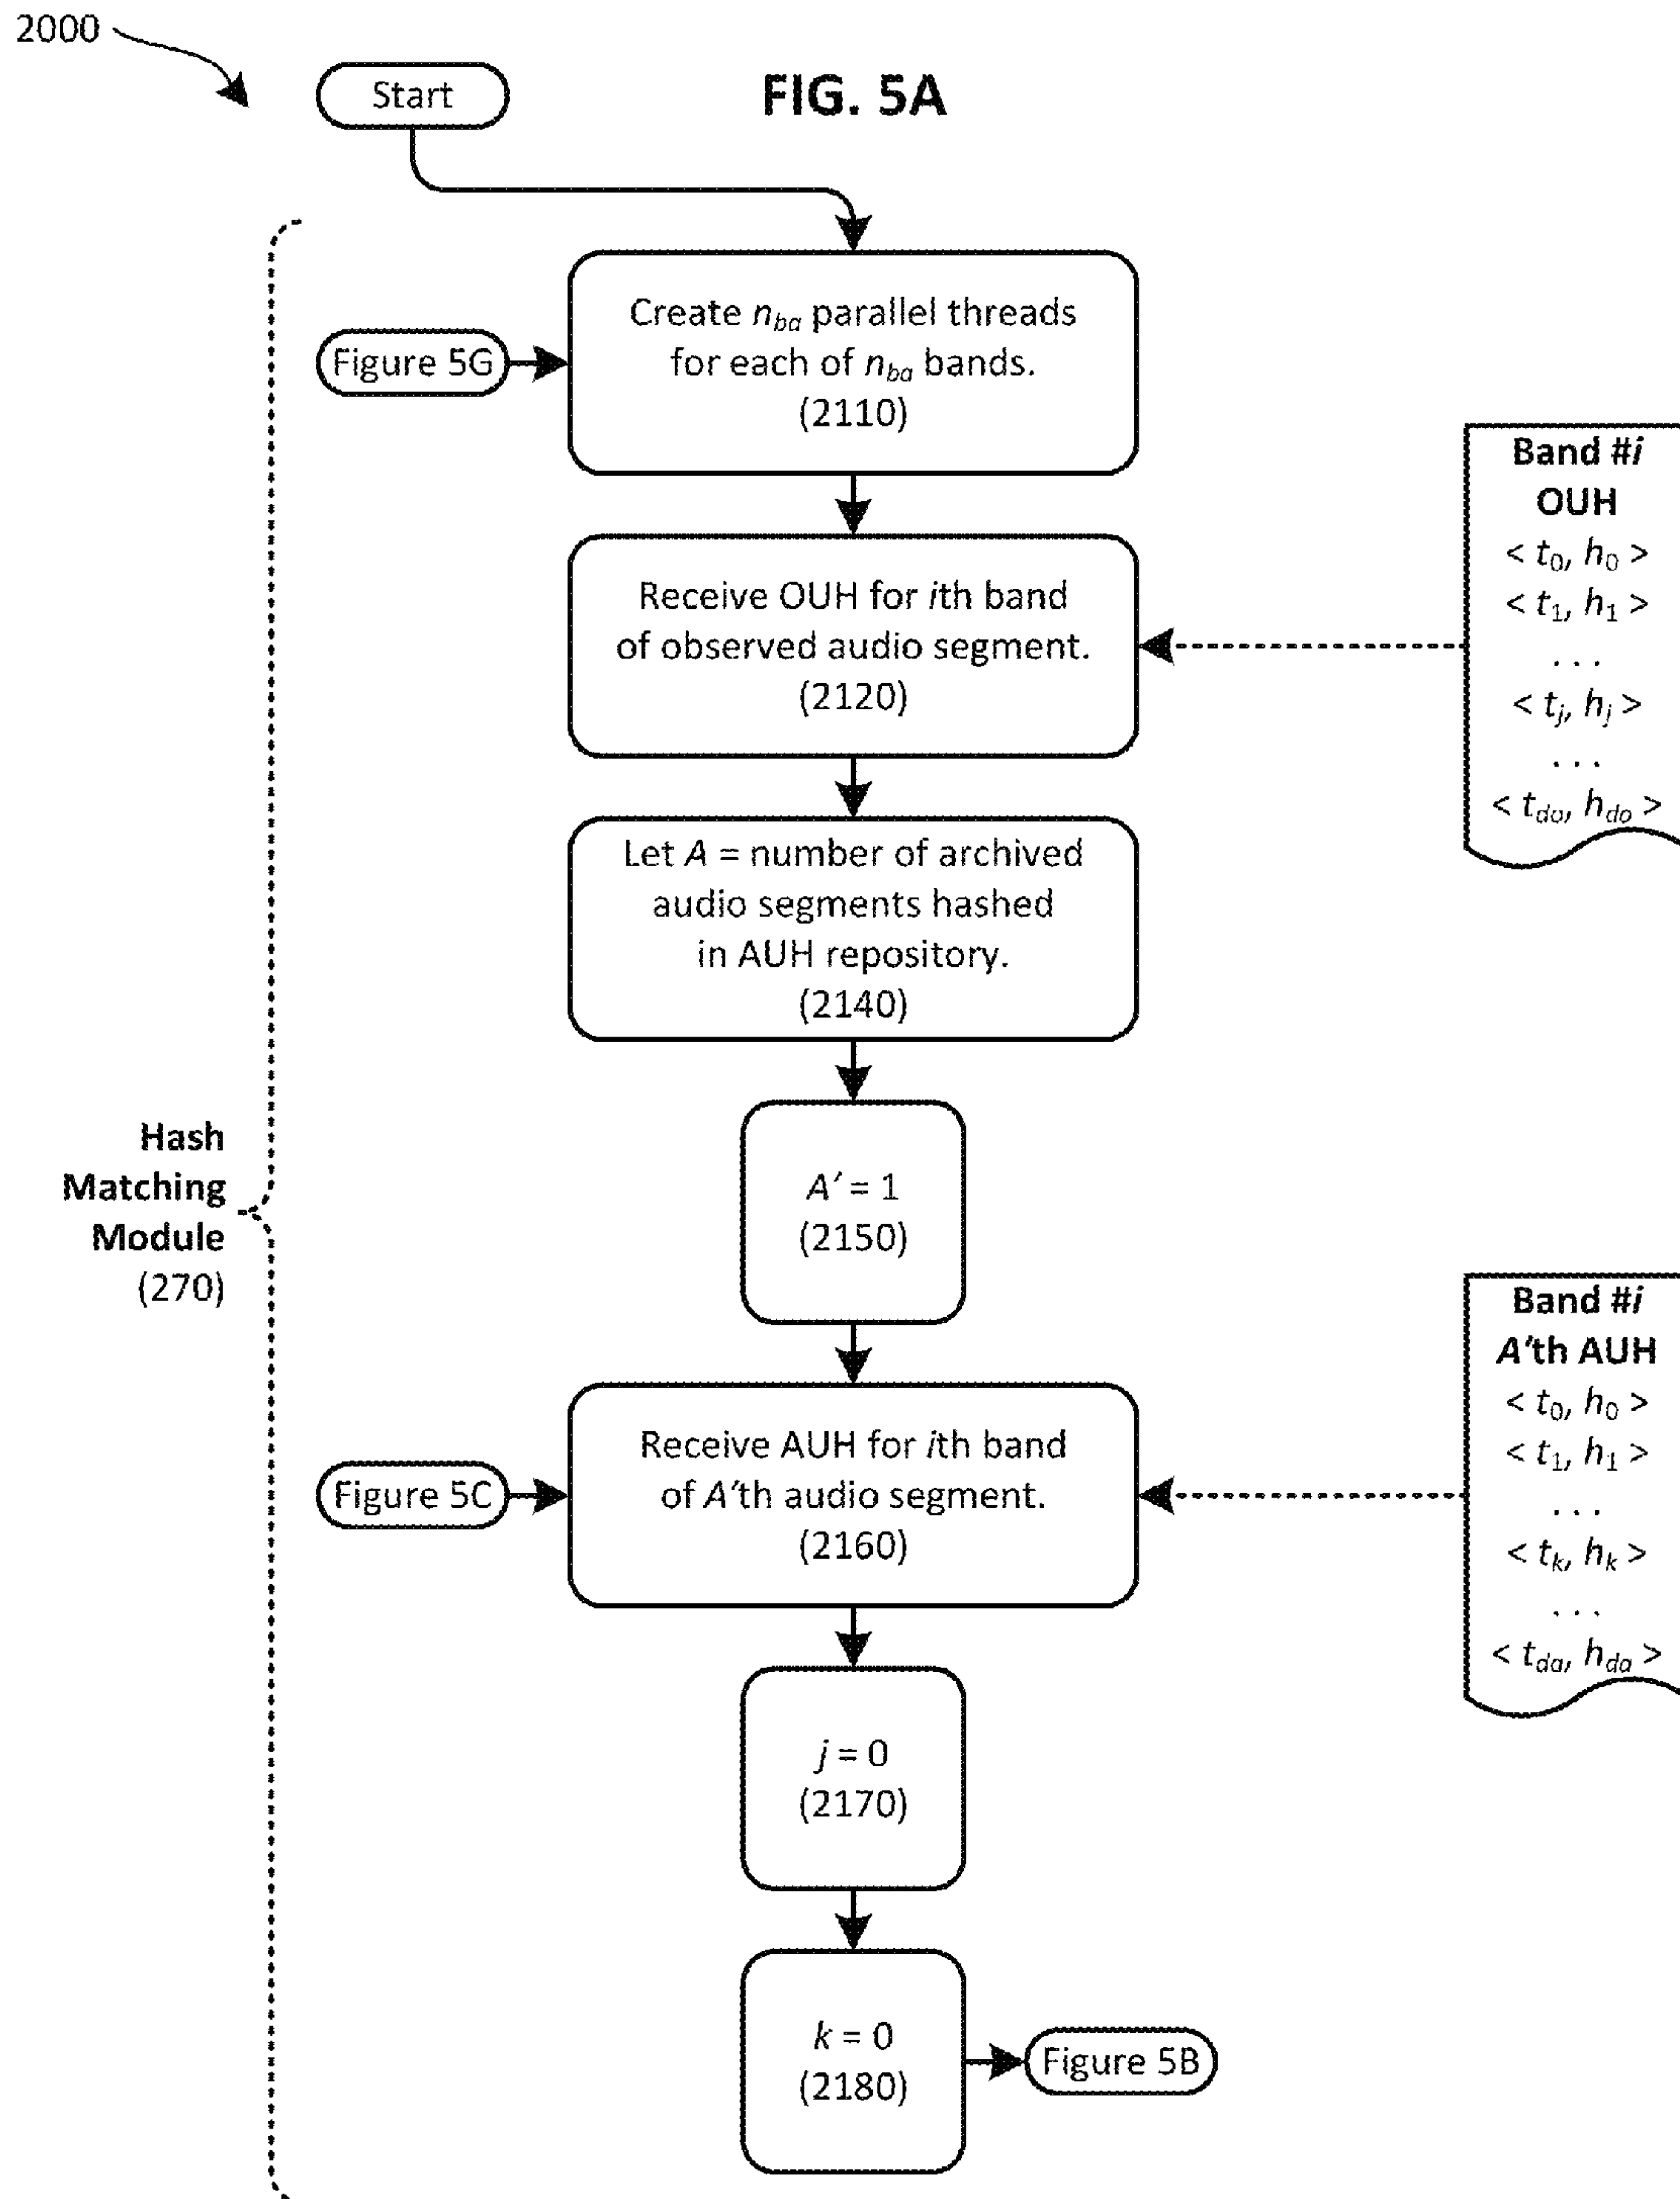 2000
Start
FIG. 5A
Create n_ba parallel threads
for each of n_ba bands.
(2110)
Figure 5G
Band #i
OUH
< t_0, h_0 >
< t_1, h_1 >
. . .
< t_j, h_j >
. . .
< t_do, h_do >
Receive OUH for ith band
of observed audio segment.
(2120)
Let A = number of archived
audio segments hashed
in AUH repository.
(2140)
Hash
Matching
Module
(270)
A' = 1
(2150)
Band #i
A'th AUH
< t_0, h_0 >
< t_1, h_1 >
. . .
< t_k, h_k >
. . .
< t_da, h_da >
Receive AUH for ith band
of A'th audio segment.
(2160)
Figure 5C
j = 0
(2170)
k = 0
(2180)
Figure 5B